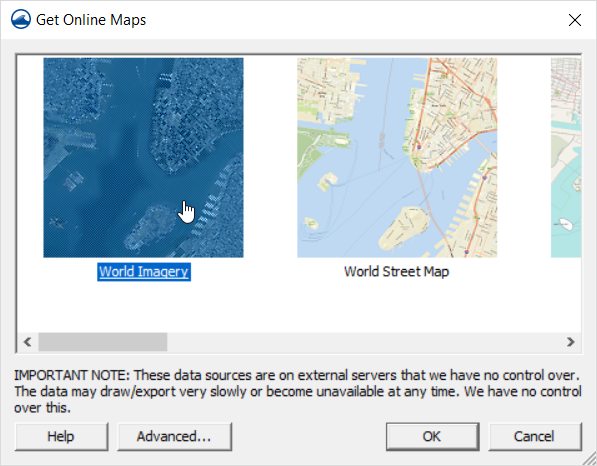 Get Online Maps
World Imagery
World Street Map
IMPORTANT NOTE: These data sources are on external servers that we have no control over.
The data may draw/export very slowly or become unavailable at any time. We have no control
over this.
Help
Advanced...
OK
Cancel